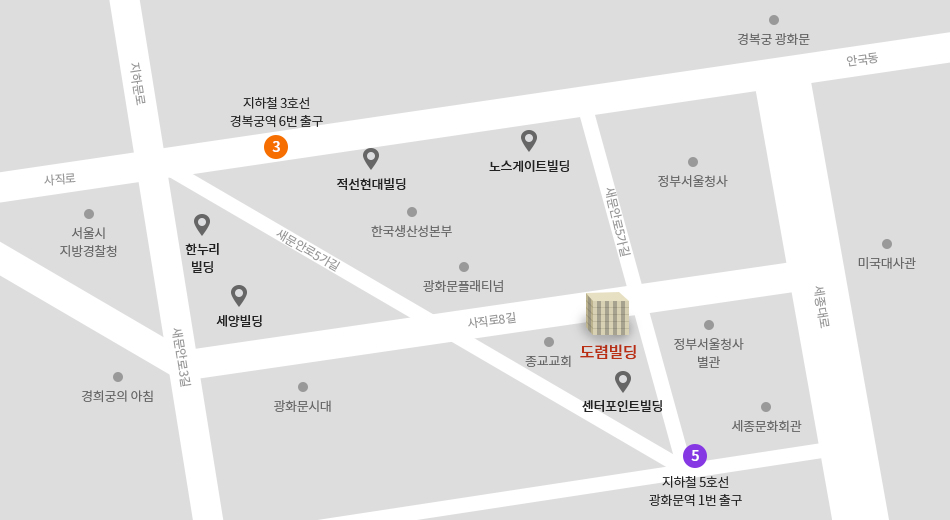 경복궁 광화문
안국동
지하문로
지하철 3호선
경복궁역 6번 출구
3
노스게이트빌딩
적선현대빌딩
정부서울청사
사직로
새문안로5가길
한국생산성본부
서울시
지방경찰청
한누리
빌딩
새문안로5가길
미국대사관
광화문플래티넘
세양빌딩
사직로8길
세종대로
도렴빌딩
종교교회
정부서울청사
별관
새문안로3길
경희궁의 아침
광화문시대
센터포인트빌딩
세종문화회관
5
지하철 5호선
광화문역 1번 출구